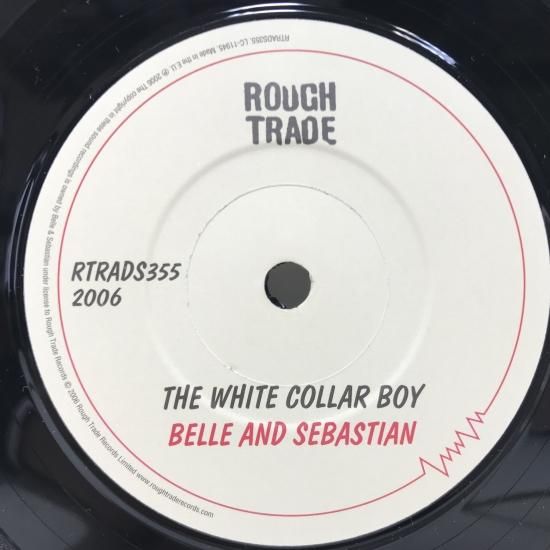 ROUGH
TRADE
RTRADS355
2006
THE WHITE COLLAR BOY
BELLE AND SEBASTIAN
RTRADS355. LC-11945. Made in the E.U. ℗ 2006 The copyright in these sound recordings is owned by Belle & Sebastian under license to Rough Trade Records © 2006 Rough Trade Records Limited www.roughtraderecords.com